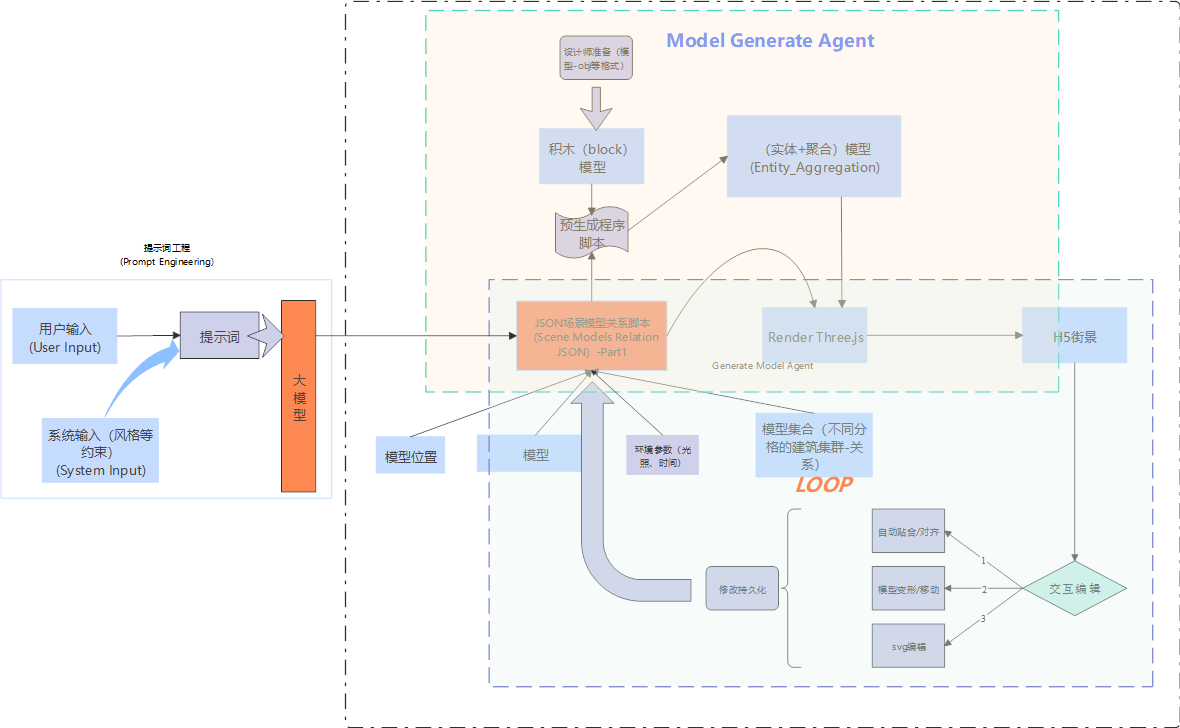 Model Generate Agent
设计师准备（模
型-obj等格式）
积木（block）
模型
（实体+聚合）模型
(Entity_Aggregation)
预生成程序
脚本
提示词工程
(Prompt Engineering)
用户输入
(User Input)
提示词
大
模
型
系统输入（风格等
约束）
(System Input)
JSON场景模型关系脚本
(Scene Models Relation
JSON）-Part1
Render Three.js
H5街景
Generate Model Agent
模型位置
模型
环境参数（光
照、时间）
模型集合（不同分
格的建筑集群-关
系）
LOOP
自动贴合/对齐
1
模型变形/移动
2
交互编辑
修改持久化
3
svg编辑